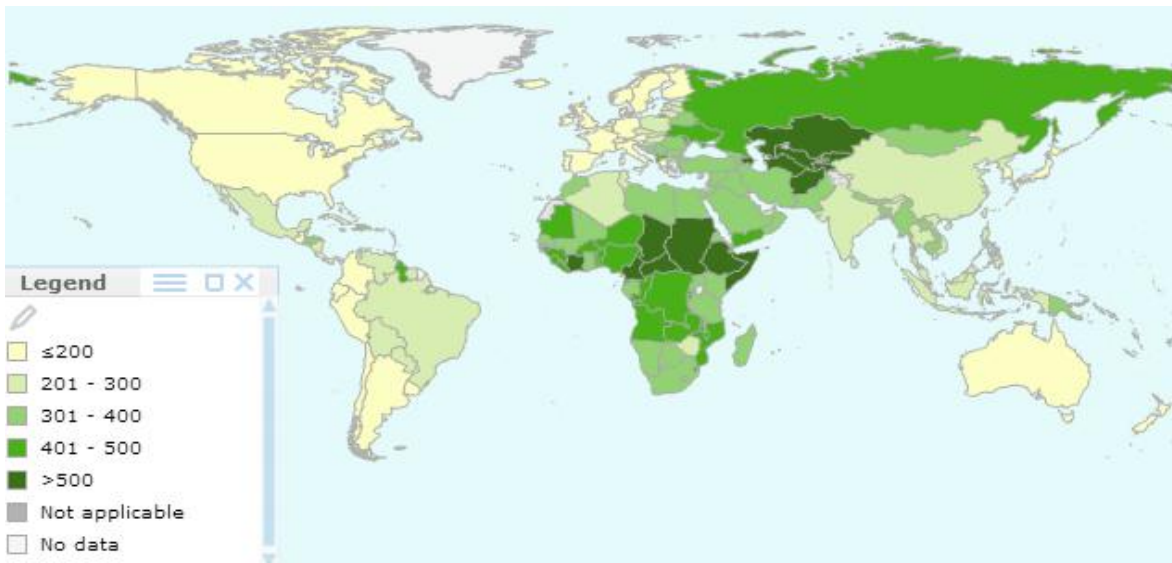 Legend
≤200
201 - 300
301 - 400
401 - 500
>500
Not applicable
No data